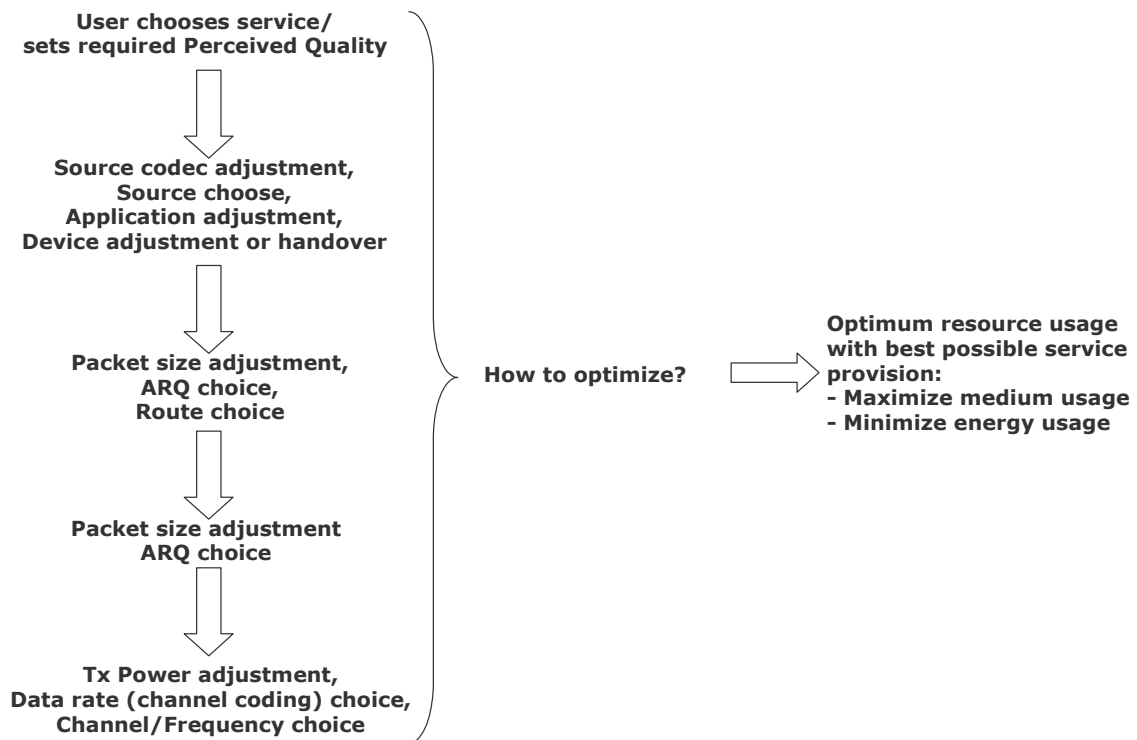 User chooses service/
sets required Perceived Quality
Source codec adjustment,
Source choose,
Application adjustment,
Device adjustment or handover
Packet size adjustment,
ARQ choice,
Route choice
Packet size adjustment
ARQ choice
Tx Power adjustment,
Data rate (channel coding) choice,
Channel/Frequency choice
How to optimize?
Optimum resource usage
with best possible service
provision:
- Maximize medium usage
- Minimize energy usage